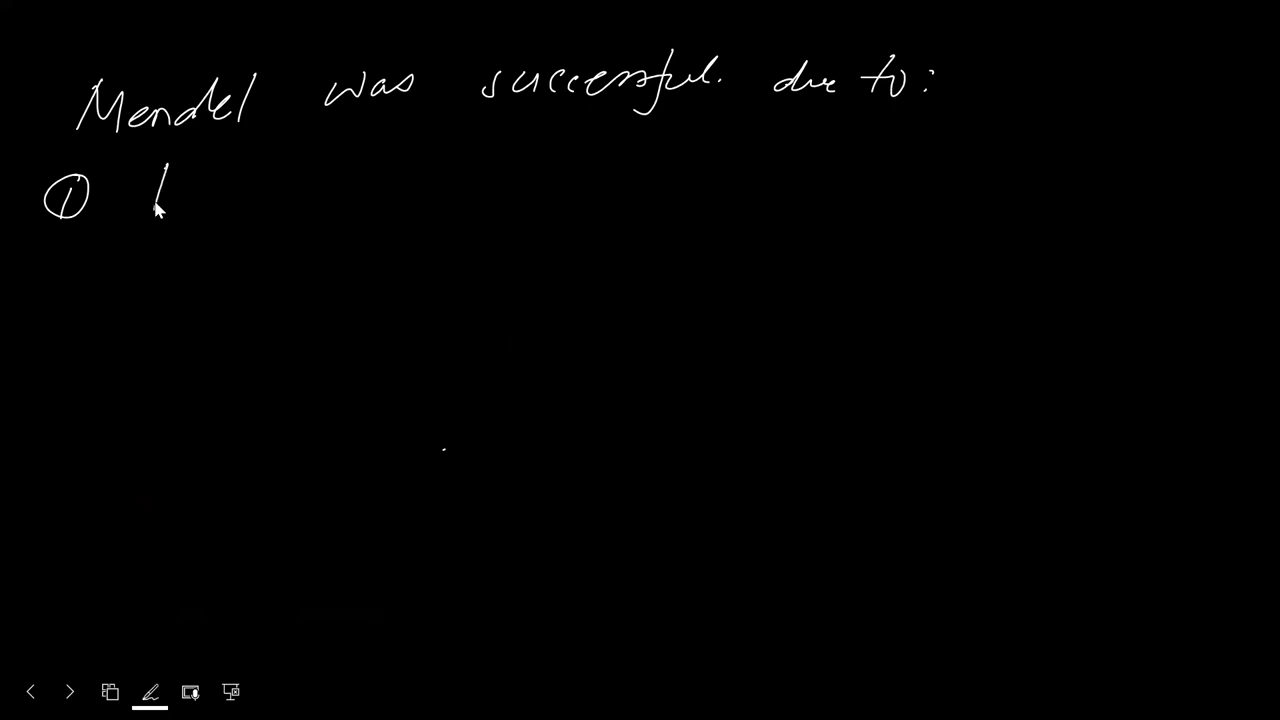 Mendel was successful. due to:
①